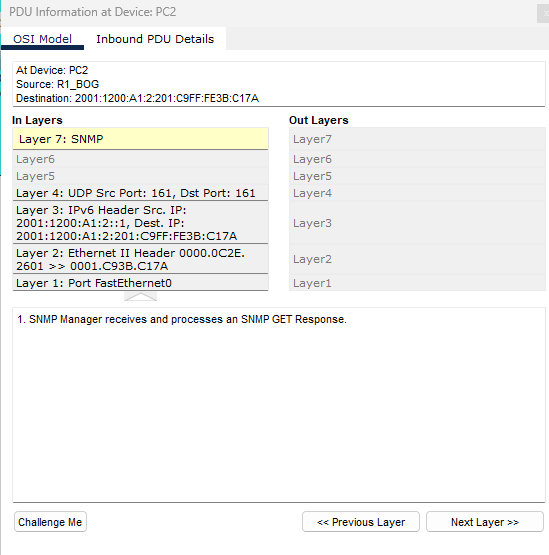 PDU Information at Device: PC2
OSI Model
Inbound PDU Details
At Device: PC2
Source: R1_BOG
Destination: 2001:1200:A1:2:201:C9FF:FE3B:C17A
In Layers
Out Layers
Layer 7: SNMP
Layer7
Layer6
Layer6
Layer5
Layer5
Layer 4: UDP Src Port: 161, Dst Port: 161
Layer4
Layer 3: IPv6 Header Src. IP:
2001:1200:A1:2::1, Dest. IP:
2001:1200:A1:2:201:C9FF:FE3B:C17A
Layer3
Layer 2: Ethernet II Header 0000.0C2E.
2601 >> 0001.C93B.C17A
Layer2
Layer 1: Port FastEthernet0
Layer1
1. SNMP Manager receives and processes an SNMP GET Response.
Challenge Me
<< Previous Layer
Next Layer >>